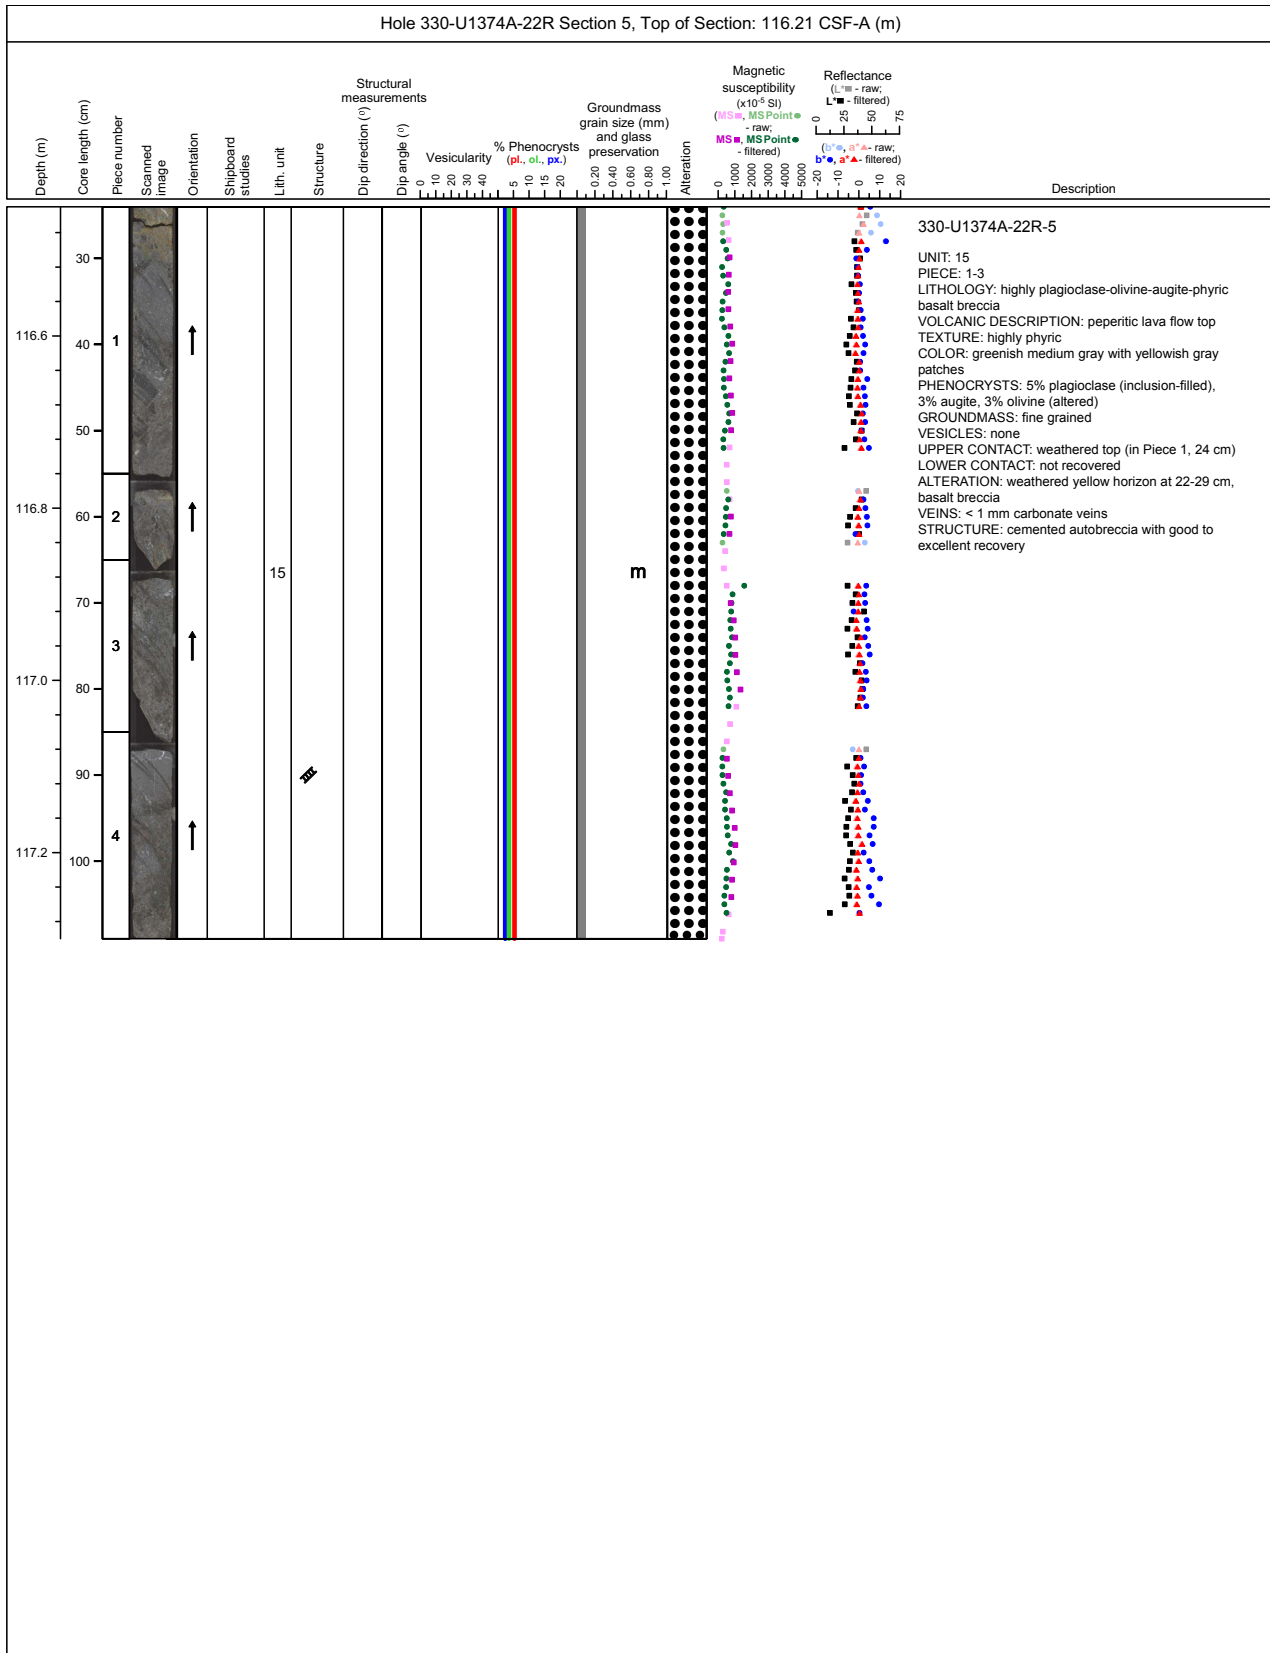 Hole 330-U1374A-22R Section 5, Top of Section: 116.21 CSF-A (m)
Depth (m)
Core length (cm)
Piece number
Scanned
image
Orientation
Shipboard
studies
Lith. unit
Structure
Structural
measurements
Dip direction (º)
Dip angle (º)
Vesicularity
0 10 20 30 40
% Phenocrysts
(pl., ol., px.)
5 10 15 20
Groundmass
grain size (mm)
and glass
preservation
0.20 0.40 0.60 0.80 1.00
Alteration
Magnetic
susceptibility
(x10-5 SI)
(MS■, MSPoint●
- raw;
MS■, MSPoint●
- filtered)
0 1000 2000 3000 4000 5000
Reflectance
(L*■ - raw;
L*■ - filtered)
0 25 50 75
(b*●, a*▲- raw;
b*●, a*▲- filtered)
-20 -10 0 10 20
Description
116.6
116.8
117.0
117.2
30
40
50
60
70
80
90
100
1
2
3
4
15
m
330-U1374A-22R-5
UNIT: 15
PIECE: 1-3
LITHOLOGY: highly plagioclase-olivine-augite-phyric
basalt breccia
VOLCANIC DESCRIPTION: peperitic lava flow top
TEXTURE: highly phyric
COLOR: greenish medium gray with yellowish gray
patches
PHENOCRYSTS: 5% plagioclase (inclusion-filled),
3% augite, 3% olivine (altered)
GROUNDMASS: fine grained
VESICLES: none
UPPER CONTACT: weathered top (in Piece 1, 24 cm)
LOWER CONTACT: not recovered
ALTERATION: weathered yellow horizon at 22-29 cm,
basalt breccia
VEINS: < 1 mm carbonate veins
STRUCTURE: cemented autobreccia with good to
excellent recovery